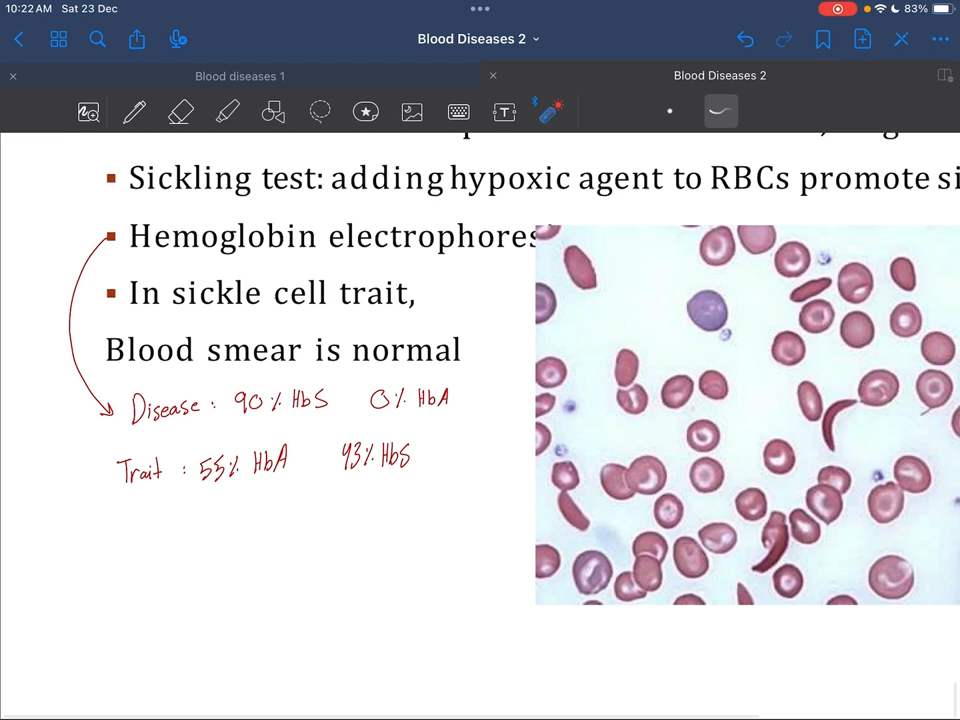 10:22 AM Sat 23 Dec
83%
Blood Diseases 2
Blood diseases 1
Blood Diseases 2
▪ Sickling test: adding hypoxic agent to RBCs promote si
▪ Hemoglobin electrophores
▪ In sickle cell trait,
Blood smear is normal
Disease : 90% HbS 0% HbA
Trait : 55% HbA 43% HbS